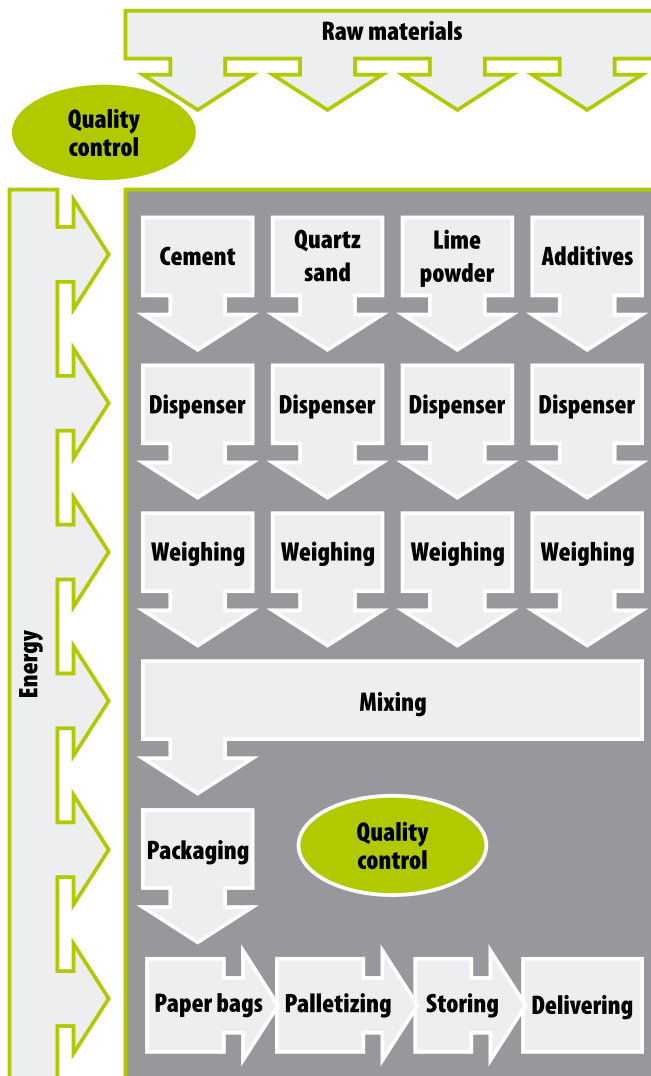 Raw materials
Quality
control
Cement
Quartz
sand
Lime
powder
Additives
Dispenser
Dispenser
Dispenser
Dispenser
Weighing
Weighing
Weighing
Weighing
Energy
Mixing
Packaging
Quality
control
Paper bags
Palletizing
Storing
Delivering